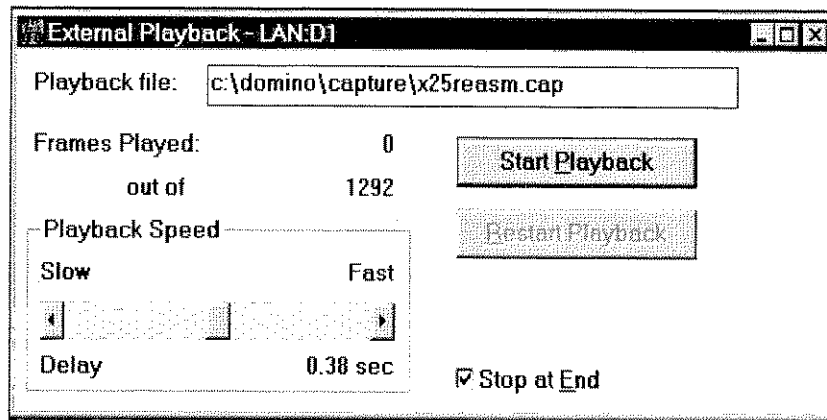 External Playback - LAN:D1
Playback file: c:\domino\capture\x25reasm.cap
Frames Played: 0
out of 1292
Start Playback
Restart Playback
Playback Speed
Slow Fast
Delay 0.38 sec
Stop at End